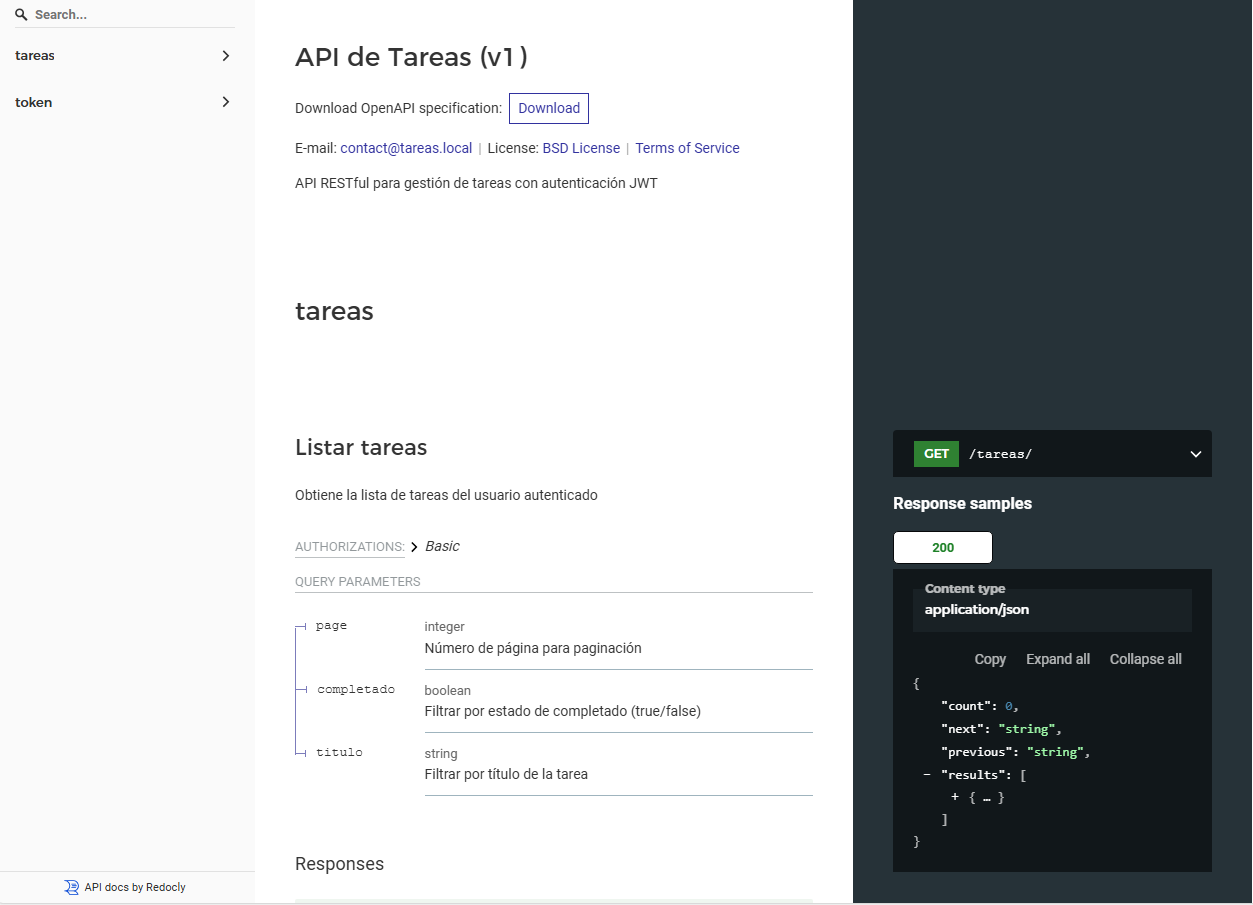 Search...
tareas
token
API docs by Redocly
API de Tareas (v1)
Download OpenAPI specification: Download
E-mail: contact@tareas.local | License: BSD License | Terms of Service
API RESTful para gestión de tareas con autenticación JWT
tareas
Listar tareas
Obtiene la lista de tareas del usuario autenticado
AUTHORIZATIONS: > Basic
QUERY PARAMETERS
page integer
Número de página para paginación
completado boolean
Filtrar por estado de completado (true/false)
titulo string
Filtrar por título de la tarea
Responses
GET /tareas/
Response samples
200
Content type
application/json
Copy Expand all Collapse all
{
"count": 0,
"next": "string",
"previous": "string",
- "results": [
+ { … }
]
}